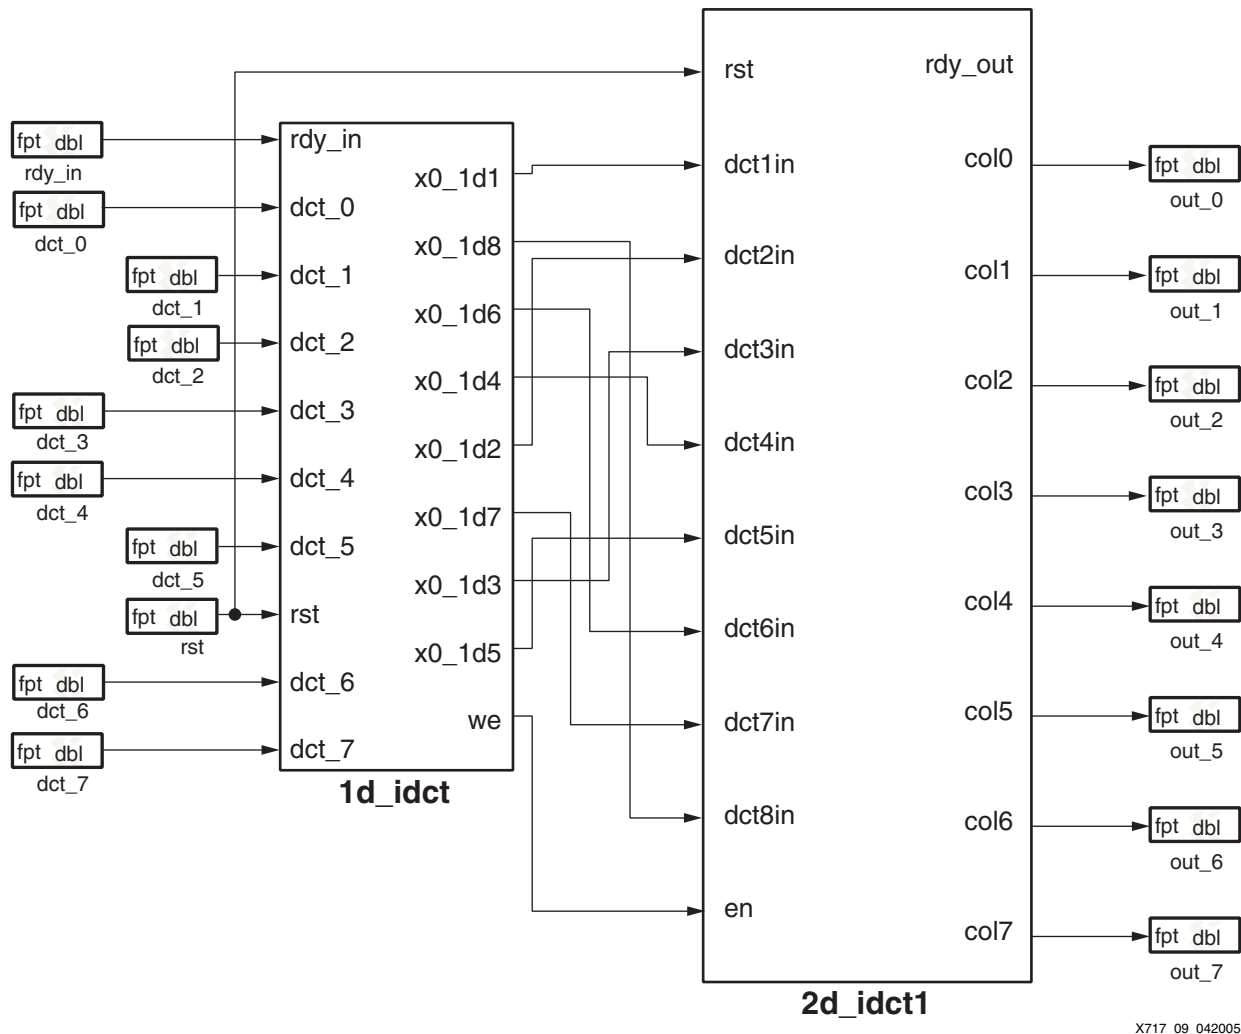 fpt dbl
rdy_in
fpt dbl
dct_0
fpt dbl
dct_1
fpt dbl
dct_2
fpt dbl
dct_3
fpt dbl
dct_4
fpt dbl
dct_5
fpt dbl
rst
fpt dbl
dct_6
fpt dbl
dct_7
rdy_in
dct_0
dct_1
dct_2
dct_3
dct_4
dct_5
rst
dct_6
dct_7
x0_1d1
x0_1d8
x0_1d6
x0_1d4
x0_1d2
x0_1d7
x0_1d3
x0_1d5
we
1d_idct
rst
dct1in
dct2in
dct3in
dct4in
dct5in
dct6in
dct7in
dct8in
en
rdy_out
col0
col1
col2
col3
col4
col5
col6
col7
2d_idct1
fpt dbl
out_0
fpt dbl
out_1
fpt dbl
out_2
fpt dbl
out_3
fpt dbl
out_4
fpt dbl
out_5
fpt dbl
out_6
fpt dbl
out_7
X717_09_042005